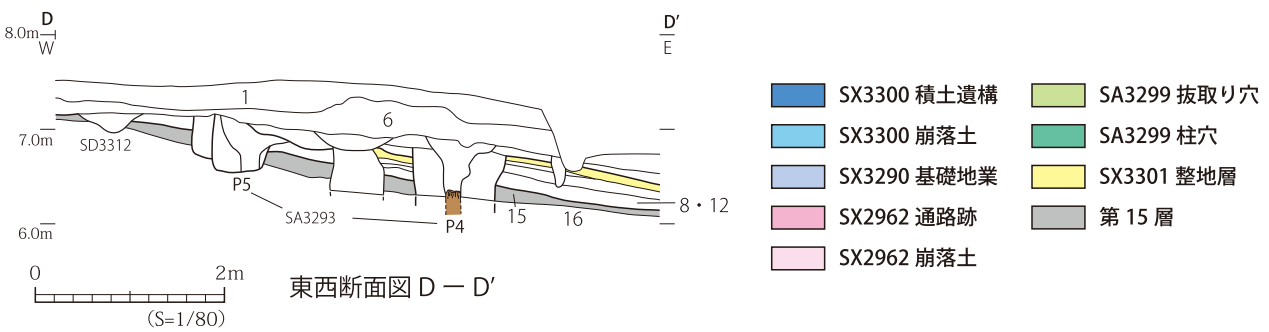 D
D′
8.0m
W
E
1
6
7.0m
SD3312
P5
SA3293
P4
15
16
8・12
6.0m
0 2m
(S=1/80)
東西断面図 D － D′
SX3300 積土遺構
SX3300 崩落土
SX3290 基礎地業
SX2962 通路跡
SX2962 崩落土
SA3299 抜取り穴
SA3299 柱穴
SX3301 整地層
第 15 層